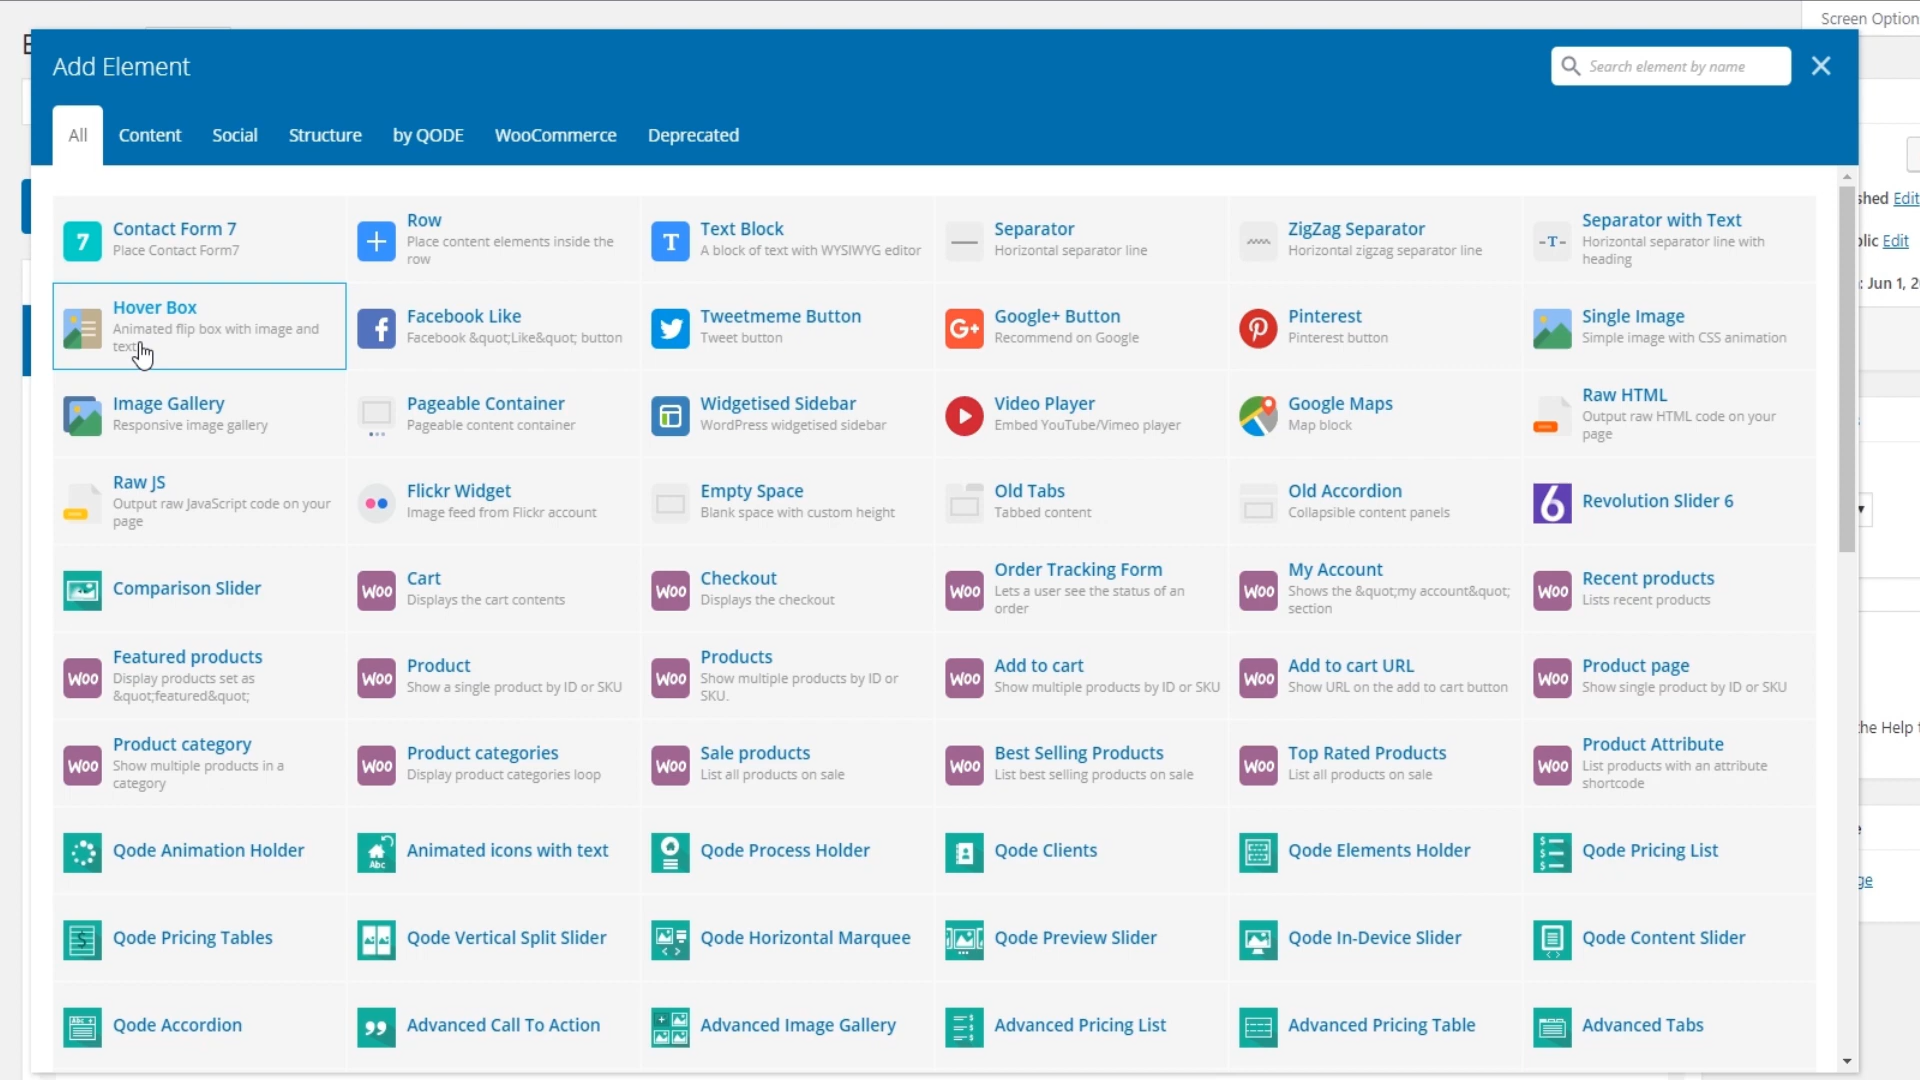 Screen Option
Add Element
Search element by name
All
Content
Social
Structure
by QODE
WooCommerce
Deprecated
Contact Form 7
Place Contact Form7
Row
Place content elements inside the
row
Text Block
A block of text with WYSIWYG editor
Separator
Horizontal separator line
ZigZag Separator
Horizontal zigzag separator line
Separator with Text
Horizontal separator line with
heading
Hover Box
Animated flip box with image and
text
Facebook Like
Facebook &quot;Like&quot; button
Tweetmeme Button
Tweet button
Google+ Button
Recommend on Google
Pinterest
Pinterest button
Single Image
Simple image with CSS animation
Image Gallery
Responsive image gallery
Pageable Container
Pageable content container
Widgetised Sidebar
WordPress widgetised sidebar
Video Player
Embed YouTube/Vimeo player
Google Maps
Map block
Raw HTML
Output raw HTML code on your
page
Raw JS
Output raw JavaScript code on your
page
Flickr Widget
Image feed from Flickr account
Empty Space
Blank space with custom height
Old Tabs
Tabbed content
Old Accordion
Collapsible content panels
Revolution Slider 6
Comparison Slider
Cart
Displays the cart contents
Checkout
Displays the checkout
Order Tracking Form
Lets a user see the status of an
order
My Account
Shows the &quot;my account&quot;
section
Recent products
Lists recent products
Featured products
Display products set as
&quot;featured&quot;
Product
Show a single product by ID or SKU
Products
Show multiple products by ID or
SKU.
Add to cart
Show multiple products by ID or SKU
Add to cart URL
Show URL on the add to cart button
Product page
Show single product by ID or SKU
Product category
Show multiple products in a
category
Product categories
Display product categories loop
Sale products
List all products on sale
Best Selling Products
List best selling products on sale
Top Rated Products
List all products on sale
Product Attribute
List products with an attribute
shortcode
Qode Animation Holder
Animated icons with text
Qode Process Holder
Qode Clients
Qode Elements Holder
Qode Pricing List
Qode Pricing Tables
Qode Vertical Split Slider
Qode Horizontal Marquee
Qode Preview Slider
Qode In-Device Slider
Qode Content Slider
Qode Accordion
Advanced Call To Action
Advanced Image Gallery
Advanced Pricing List
Advanced Pricing Table
Advanced Tabs
shed Edit
blic Edit
: Jun 1, 2
he Help t
ge